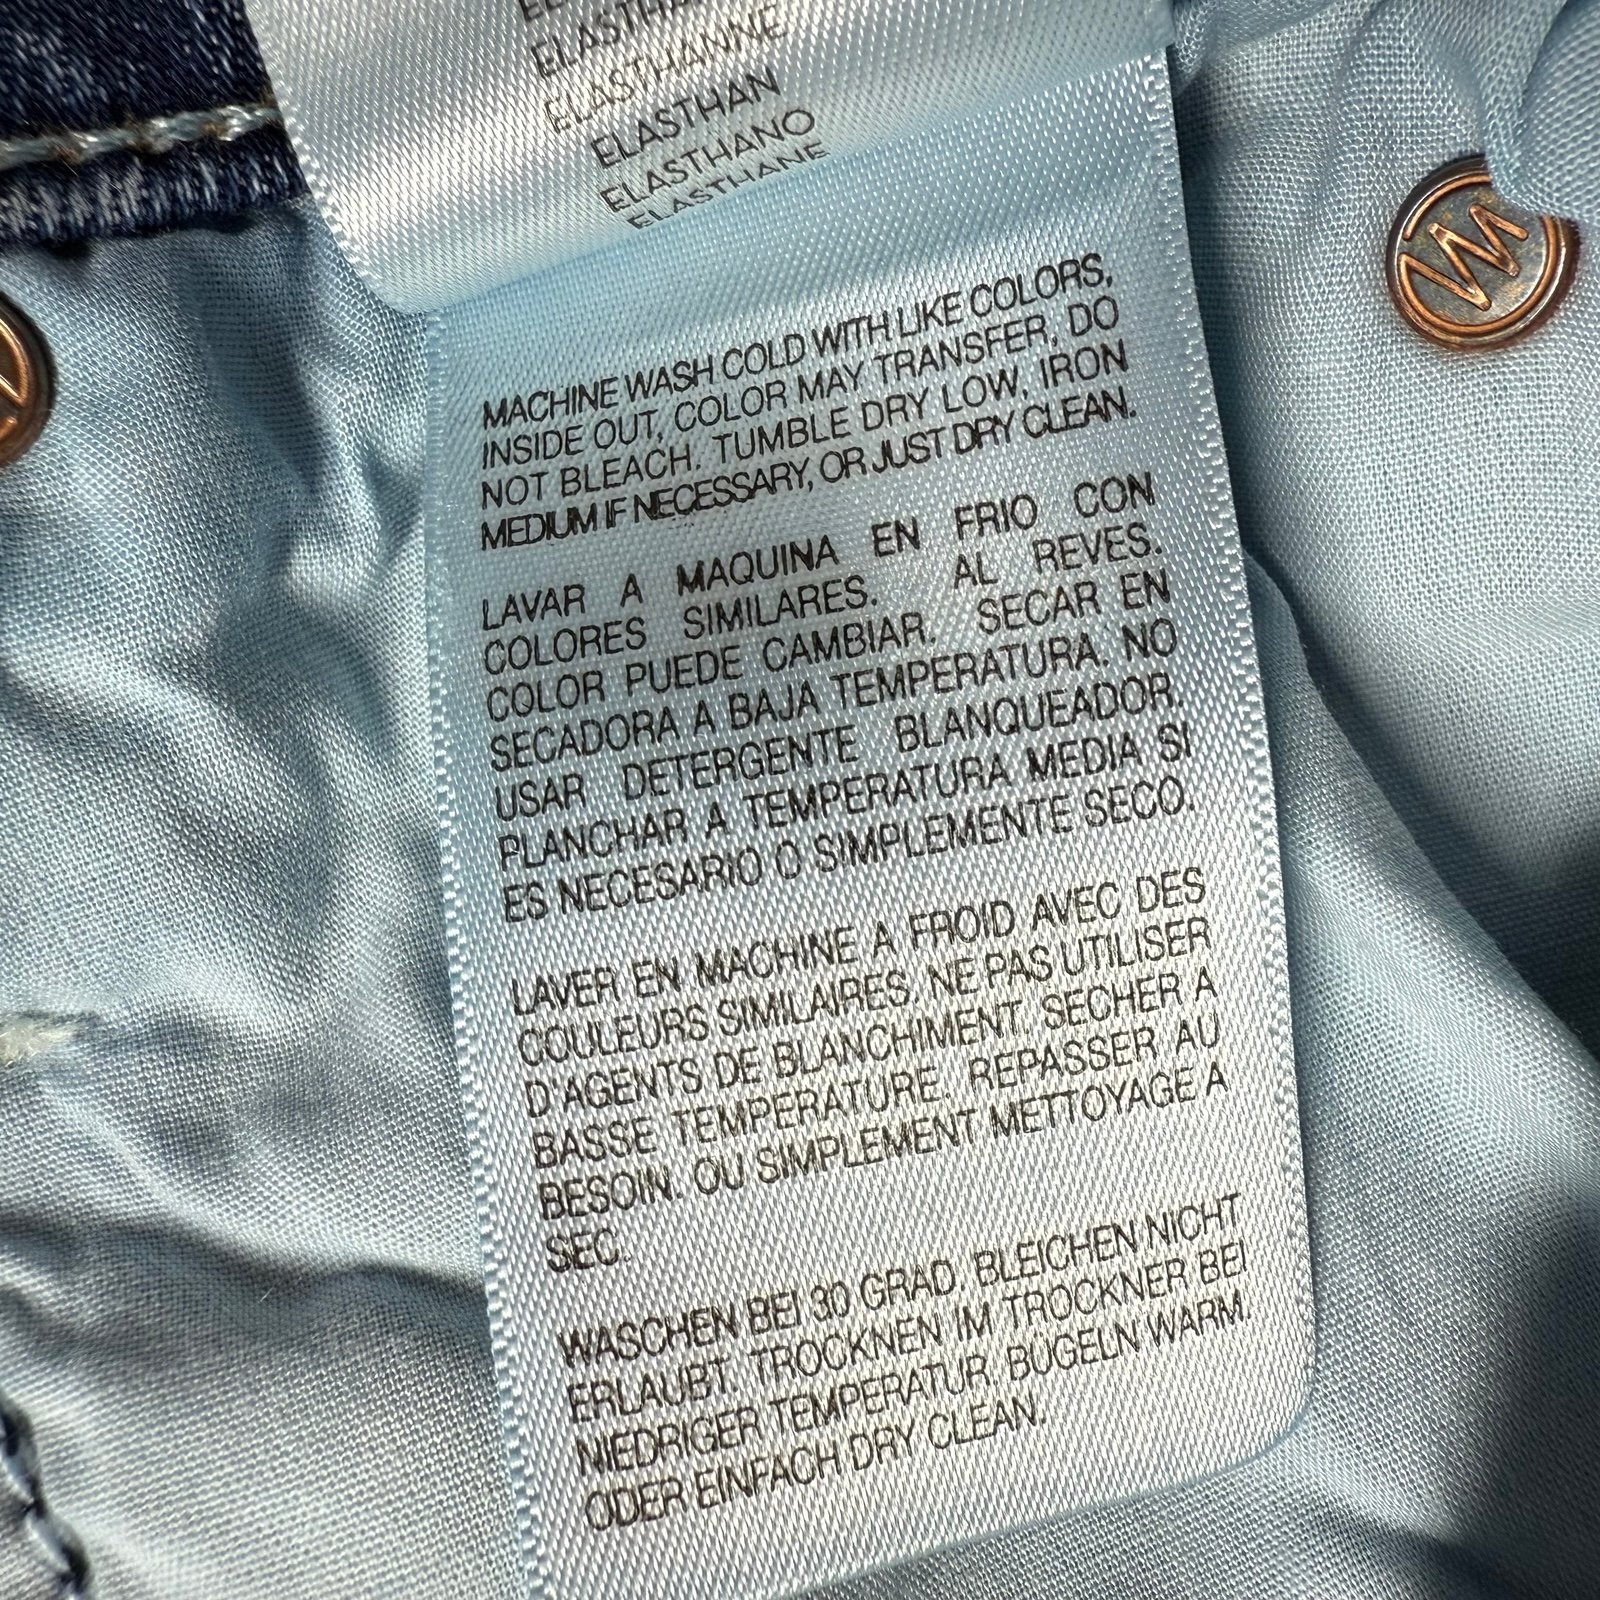 ELASTHANNE
ELASTHAN
ELASTHANO
ELASTHANE
MACHINE WASH COLD WITH LIKE COLORS,
INSIDE OUT, COLOR MAY TRANSFER, DO
NOT BLEACH. TUMBLE DRY LOW, IRON
MEDIUM IF NECESSARY, OR JUST DRY CLEAN.
LAVAR A MAQUINA EN FRIO CON
COLORES SIMILARES. AL REVES.
COLOR PUEDE CAMBIAR. SECAR EN
SECADORA A BAJA TEMPERATURA. NO
USAR DETERGENTE BLANQUEADOR.
PLANCHAR A TEMPERATURA MEDIA SI
ES NECESARIO O SIMPLEMENTE SECO.
LAVER EN MACHINE A FROID AVEC DES
COULEURS SIMILAIRES. NE PAS UTILISER
D'AGENTS DE BLANCHIMENT. SECHER A
BASSE TEMPERATURE. REPASSER AU
BESOIN. OU SIMPLEMENT METTOYAGE A
SEC.
WASCHEN BEI 30 GRAD. BLEICHEN NICHT
ERLAUBT. TROCKNEN IM TROCKNER BEI
NIEDRIGER TEMPERATUR. BÜGELN WARM.
ODER EINFACH DRY CLEAN.